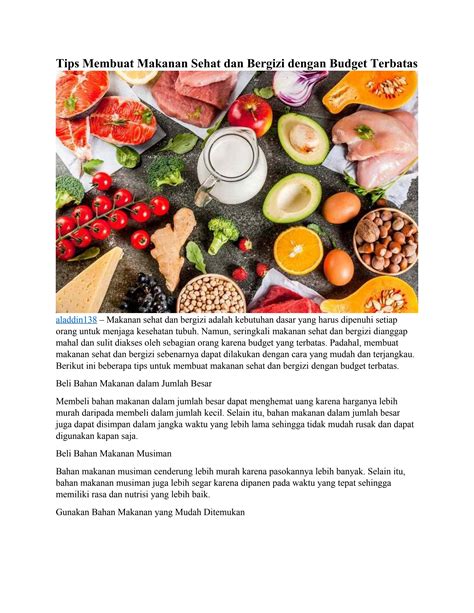 Tips Membuat Makanan Sehat dan Bergizi dengan Budget Terbatas
aladdin138 – Makanan sehat dan bergizi adalah kebutuhan dasar yang harus dipenuhi setiap
orang untuk menjaga kesehatan tubuh. Namun, seringkali makanan sehat dan bergizi dianggap
mahal dan sulit diakses oleh sebagian orang karena budget yang terbatas. Padahal, membuat
makanan sehat dan bergizi sebenarnya dapat dilakukan dengan cara yang mudah dan terjangkau.
Berikut ini beberapa tips untuk membuat makanan sehat dan bergizi dengan budget terbatas.
Beli Bahan Makanan dalam Jumlah Besar
Membeli bahan makanan dalam jumlah besar dapat menghemat uang karena harganya lebih
murah daripada membeli dalam jumlah kecil. Selain itu, bahan makanan dalam jumlah besar
juga dapat disimpan dalam jangka waktu yang lebih lama sehingga tidak mudah rusak dan dapat
digunakan kapan saja.
Beli Bahan Makanan Musiman
Bahan makanan musiman cenderung lebih murah karena pasokannya lebih banyak. Selain itu,
bahan makanan musiman juga lebih segar karena dipanen pada waktu yang tepat sehingga
memiliki rasa dan nutrisi yang lebih baik.
Gunakan Bahan Makanan yang Mudah Ditemukan